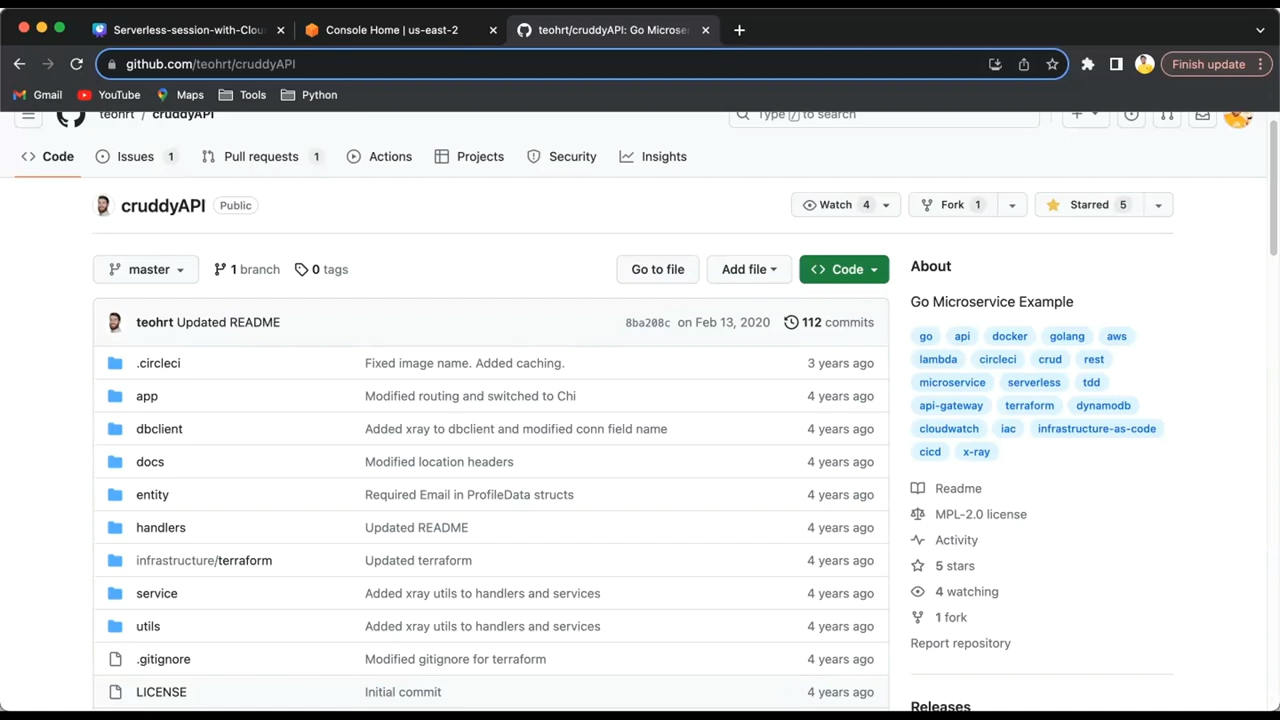 Serverless-session-with-Clou
Console Home | us-east-2
teohrt/cruddyAPI: Go Microse
github.com/teohrt/cruddyAPI
Finish update
Gmail
YouTube
Maps
Tools
Python
teohrt / cruddyAPI
Type / to search
Code
Issues 1
Pull requests 1
Actions
Projects
Security
Insights
cruddyAPI
Public
Watch 4
Fork 1
Starred 5
master
1 branch
0 tags
Go to file
Add file
<> Code
teohrt Updated README
8ba208c on Feb 13, 2020
112 commits
.circleci Fixed image name. Added caching. 3 years ago
app Modified routing and switched to Chi 4 years ago
dbclient Added xray to dbclient and modified conn field name 4 years ago
docs Modified location headers 4 years ago
entity Required Email in ProfileData structs 4 years ago
handlers Updated README 4 years ago
infrastructure/terraform Updated terraform 4 years ago
service Added xray utils to handlers and services 4 years ago
utils Added xray utils to handlers and services 4 years ago
.gitignore Modified gitignore for terraform 4 years ago
LICENSE Initial commit 4 years ago
About
Go Microservice Example
go api docker golang aws
lambda circleci crud rest
microservice serverless tdd
api-gateway terraform dynamodb
cloudwatch iac infrastructure-as-code
cicd x-ray
Readme
MPL-2.0 license
Activity
5 stars
4 watching
1 fork
Report repository
Releases